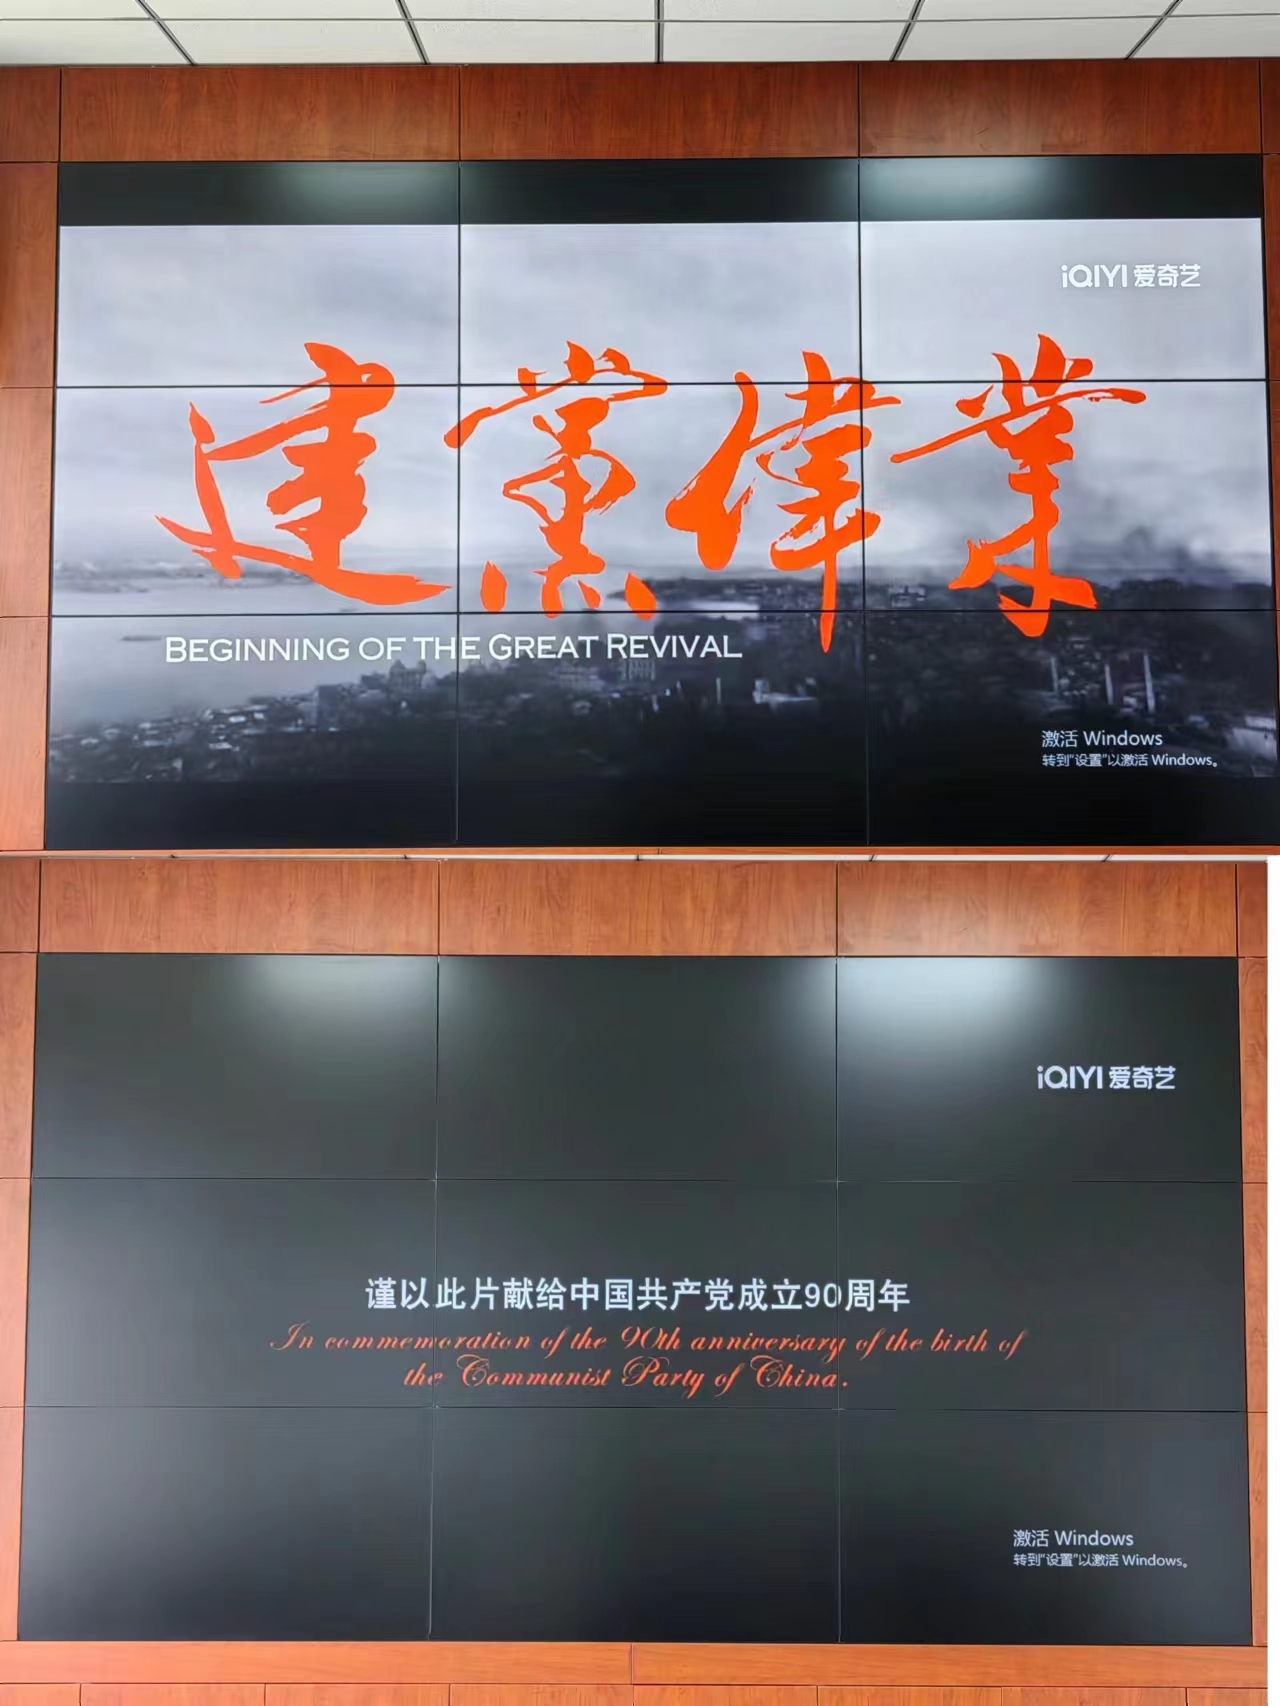 iQIYI 爱奇艺
建黨偉業
BEGINNING OF THE GREAT REVIVAL
激活 Windows
转到“设置”以激活 Windows。
iQIYI 爱奇艺
谨以此片献给中国共产党成立90周年
In commemoration of the 90th anniversary of the birth of
the Communist Party of China.
激活 Windows
转到“设置”以激活 Windows。